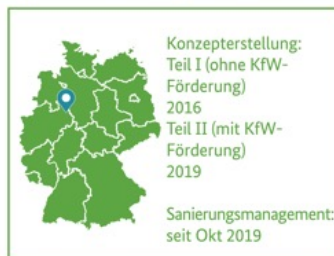 Konzepterstellung:
Teil I (ohne KfW-
Förderung)
2016
Teil II (mit KfW-
Förderung)
2019
Sanierungsmanagement:
seit Okt 2019